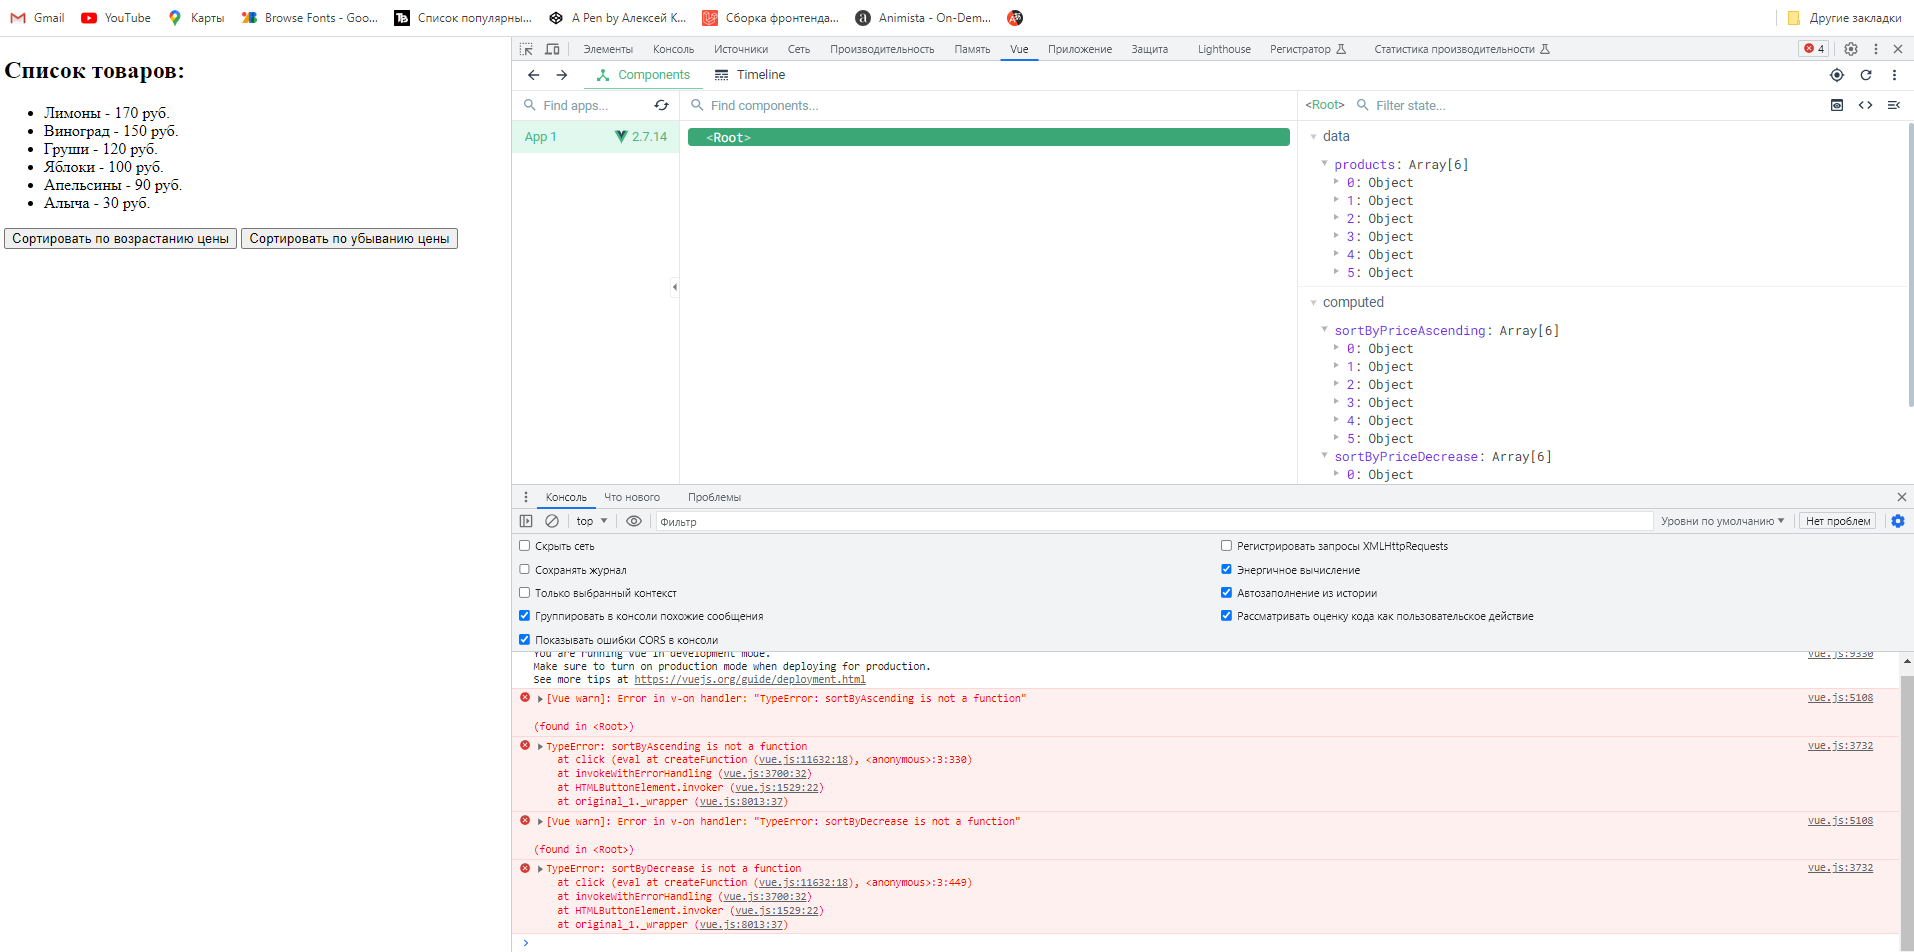 Gmail YouTube Карты Browse Fonts - Goo... Список популярны... A Pen by Алексей К... Сборка фронтенда... Animista - On-Dem... Другие закладки
Список товаров:
Лимоны - 170 руб.
Виноград - 150 руб.
Груши - 120 руб.
Яблоки - 100 руб.
Апельсины - 90 руб.
Алыча - 30 руб.
Сортировать по возрастанию цены Сортировать по убыванию цены
Элементы Консоль Источники Сеть Производительность Память Vue Приложение Защита Lighthouse Регистратор Статистика производительности 4
Components Timeline
Find apps... Find components... <Root> Filter state...
App 1 2.7.14 <Root>
data
products: Array[6]
0: Object
1: Object
2: Object
3: Object
4: Object
5: Object
computed
sortByPriceAscending: Array[6]
0: Object
1: Object
2: Object
3: Object
4: Object
5: Object
sortByPriceDecrease: Array[6]
0: Object
Консоль Что нового Проблемы
top Фильтр Уровни по умолчанию Нет проблем
Скрыть сеть Регистрировать запросы XMLHttpRequests
Сохранять журнал Энергичное вычисление
Только выбранный контекст Автозаполнение из истории
Группировать в консоли похожие сообщения Рассматривать оценку кода как пользовательское действие
Показывать ошибки CORS в консоли
You are running Vue in development mode. vue.js:9330
Make sure to turn on production mode when deploying for production.
See more tips at https://vuejs.org/guide/deployment.html
[Vue warn]: Error in v-on handler: "TypeError: sortByAscending is not a function" vue.js:5108
(found in <Root>)
TypeError: sortByAscending is not a function vue.js:3732
at click (eval at createFunction (vue.js:11632:18), <anonymous>:3:330)
at invokeWithErrorHandling (vue.js:3700:32)
at HTMLButtonElement.invoker (vue.js:1529:22)
at original_1._wrapper (vue.js:8013:37)
[Vue warn]: Error in v-on handler: "TypeError: sortByDecrease is not a function" vue.js:5108
(found in <Root>)
TypeError: sortByDecrease is not a function vue.js:3732
at click (eval at createFunction (vue.js:11632:18), <anonymous>:3:449)
at invokeWithErrorHandling (vue.js:3700:32)
at HTMLButtonElement.invoker (vue.js:1529:22)
at original_1._wrapper (vue.js:8013:37)